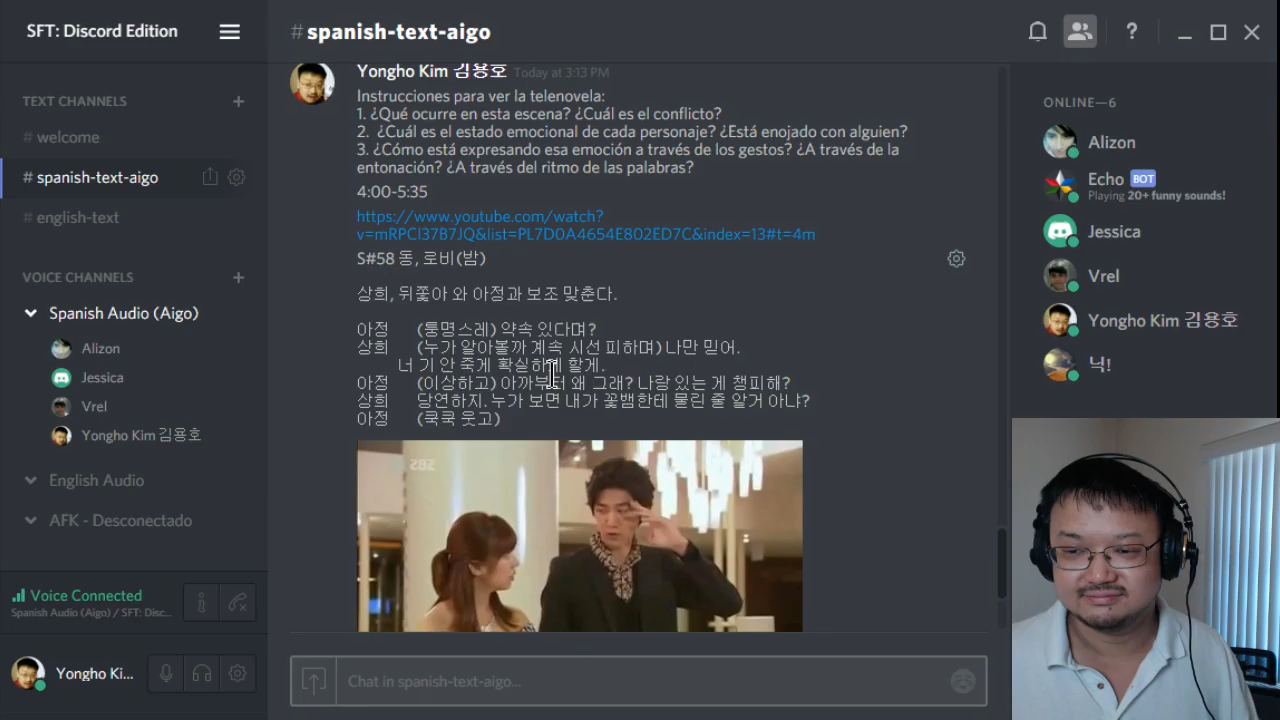 SFT: Discord Edition
TEXT CHANNELS
# welcome
# spanish-text-aigo
# english-text
VOICE CHANNELS
Spanish Audio (Aigo)
Alizon
Jessica
Vrel
Yongho Kim 김용호
English Audio
AFK - Desconectado
Voice Connected
Spanish Audio (Aigo) / SFT: Disc...
Yongho Ki...
# spanish-text-aigo
Yongho Kim 김용호 Today at 3:13 PM
Instrucciones para ver la telenovela:
1. ¿Qué ocurre en esta escena? ¿Cuál es el conflicto?
2. ¿Cuál es el estado emocional de cada personaje? ¿Está enojado con alguien?
3. ¿Cómo está expresando esa emoción a través de los gestos? ¿A través de la
entonación? ¿A través del ritmo de las palabras?
4:00-5:35
https://www.youtube.com/watch?
v=mRPCI37B7JQ&list=PL7D0A4654E802ED7C&index=13#t=4m
S#58 동, 로비(밤)
상희, 뒤쫓아 와 아정과 보조 맞춘다.
아정 (퉁명스레) 약속 있다며?
상희 (누가 알아볼까 계속 시선 피하며) 나만 믿어.
너 기 안 죽게 확실하게 할게.
아정 (이상하고) 아까부터 왜 그래? 나랑 있는 게 챙피해?
상희 당연하지. 누가 보면 내가 꽃뱀한테 물린 줄 알거 아냐?
아정 (쿡쿡 웃고)
SBS
Chat in spanish-text-aigo...
ONLINE—6
Alizon
Echo BOT
Playing 20+ funny sounds!
Jessica
Vrel
Yongho Kim 김용호
닉!